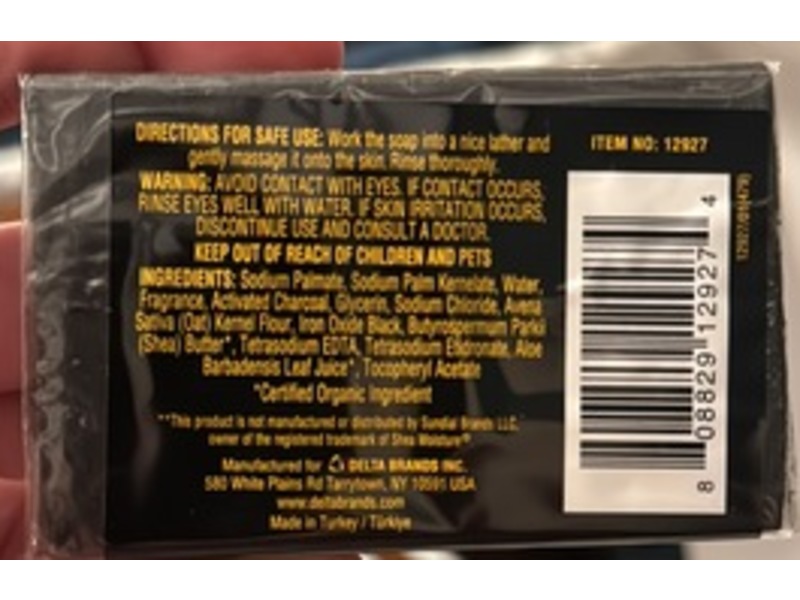 DIRECTIONS FOR SAFE USE: Work the soap into a nice lather and
gently massage it onto the skin. Rinse thoroughly.
WARNING: AVOID CONTACT WITH EYES. IF CONTACT OCCURS,
RINSE EYES WELL WITH WATER. IF SKIN IRRITATION OCCURS,
DISCONTINUE USE AND CONSULT A DOCTOR.
KEEP OUT OF REACH OF CHILDREN AND PETS
INGREDIENTS: Sodium Palmate, Sodium Palm Kernelate, Water,
Fragrance, Activated Charcoal, Glycerin, Sodium Chloride, Avena
Sativa (Oat) Kernel Flour, Iron Oxide Black, Butyrospermum Parkii
(Shea) Butter*, Tetrasodium EDTA, Tetrasodium Etidronate, Aloe
Barbadensis Leaf Juice*, Tocopheryl Acetate
*Certified Organic Ingredient
**This product is not manufactured or distributed by Sundial Brands LLC,
owner of the registered trademark of Shea Moisture®
Manufactured for DELTA BRANDS INC.
580 White Plains Rd Tarrytown, NY 10591 USA
www.deltabrands.com
Made in Turkey / Türkiye
ITEM NO: 12927
8 08829 12927 4
12927/01(479)